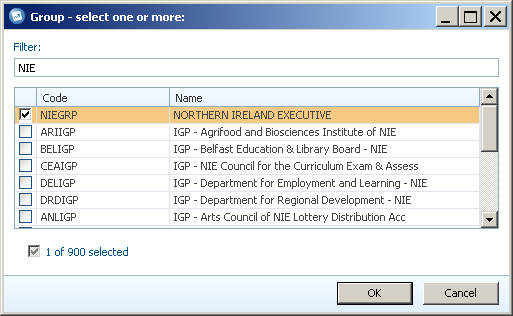 Group - select one or more:
Filter:
NIE
Code Name
NIEGRP NORTHERN IRELAND EXECUTIVE
ARIIGP IGP - Agrifood and Biosciences Institute of NIE
BELIGP IGP - Belfast Education & Library Board - NIE
CEAIGP IGP - NIE Council for the Curriculum Exam & Assess
DELIGP IGP - Department for Employment and Learning - NIE
DRDIGP IGP - Department for Regional Development - NIE
ANLIGP IGP - Arts Council of NIE Lottery Distribution Acc
1 of 900 selected
OK Cancel